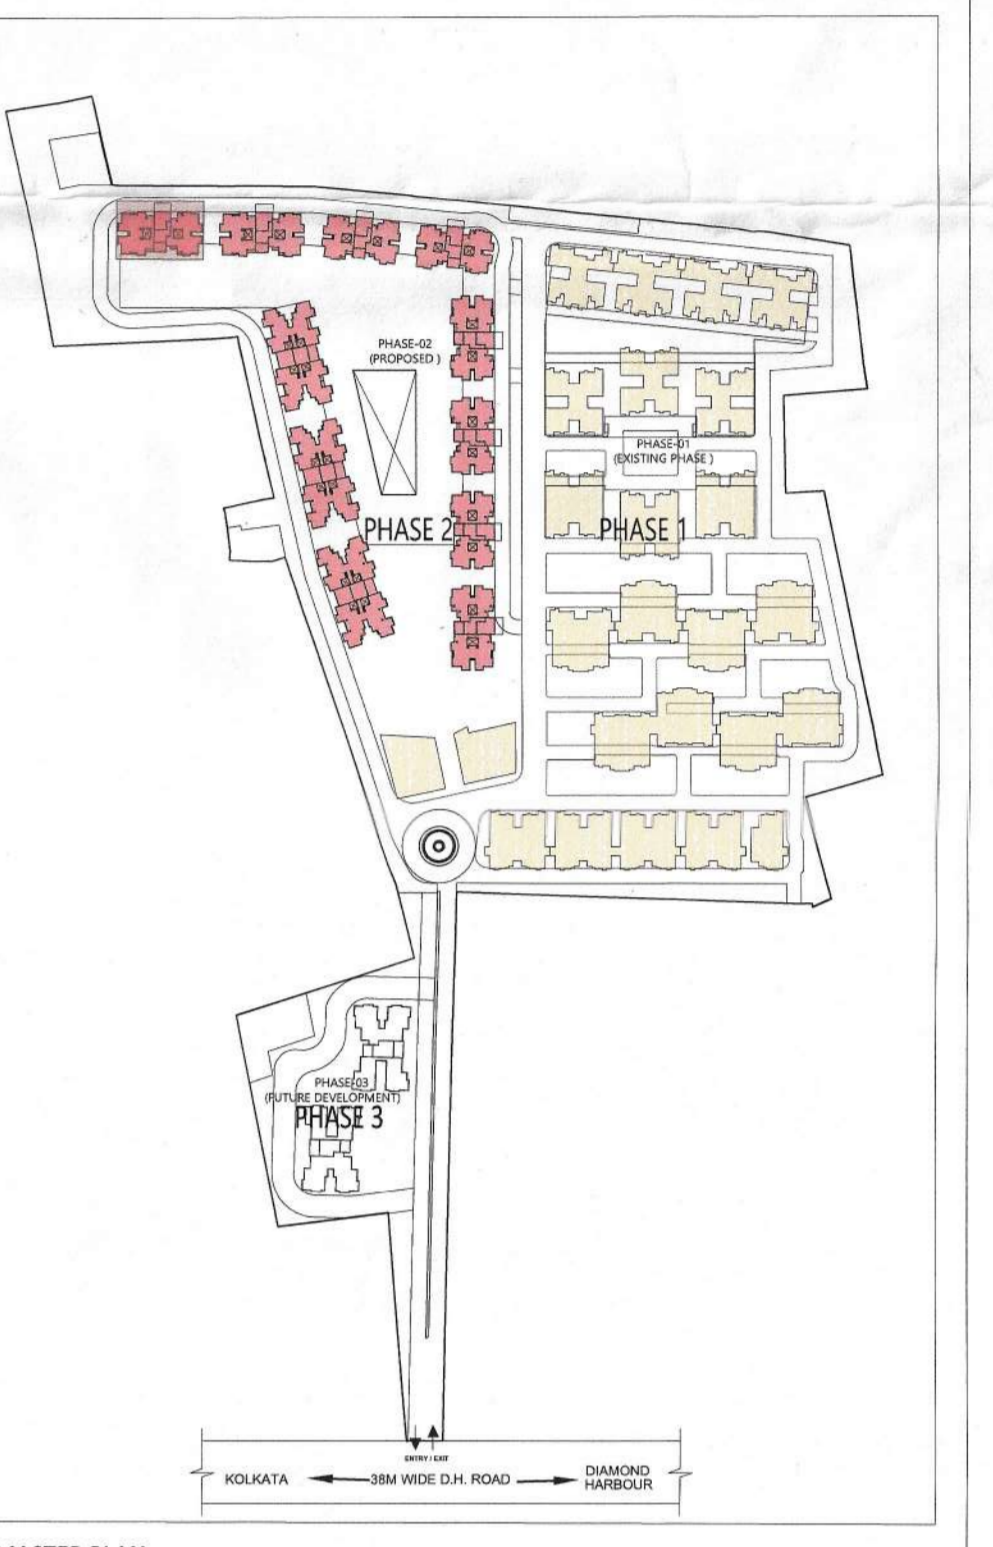 PHASE-02
(PROPOSED )
PHASE-01
(EXISTING PHASE )
PHASE 2
PHASE 1
PHASE-03
(FUTURE DEVELOPMENT)
PHASE 3
ENTRY / EXIT
KOLKATA
38M WIDE D.H. ROAD
DIAMOND
HARBOUR